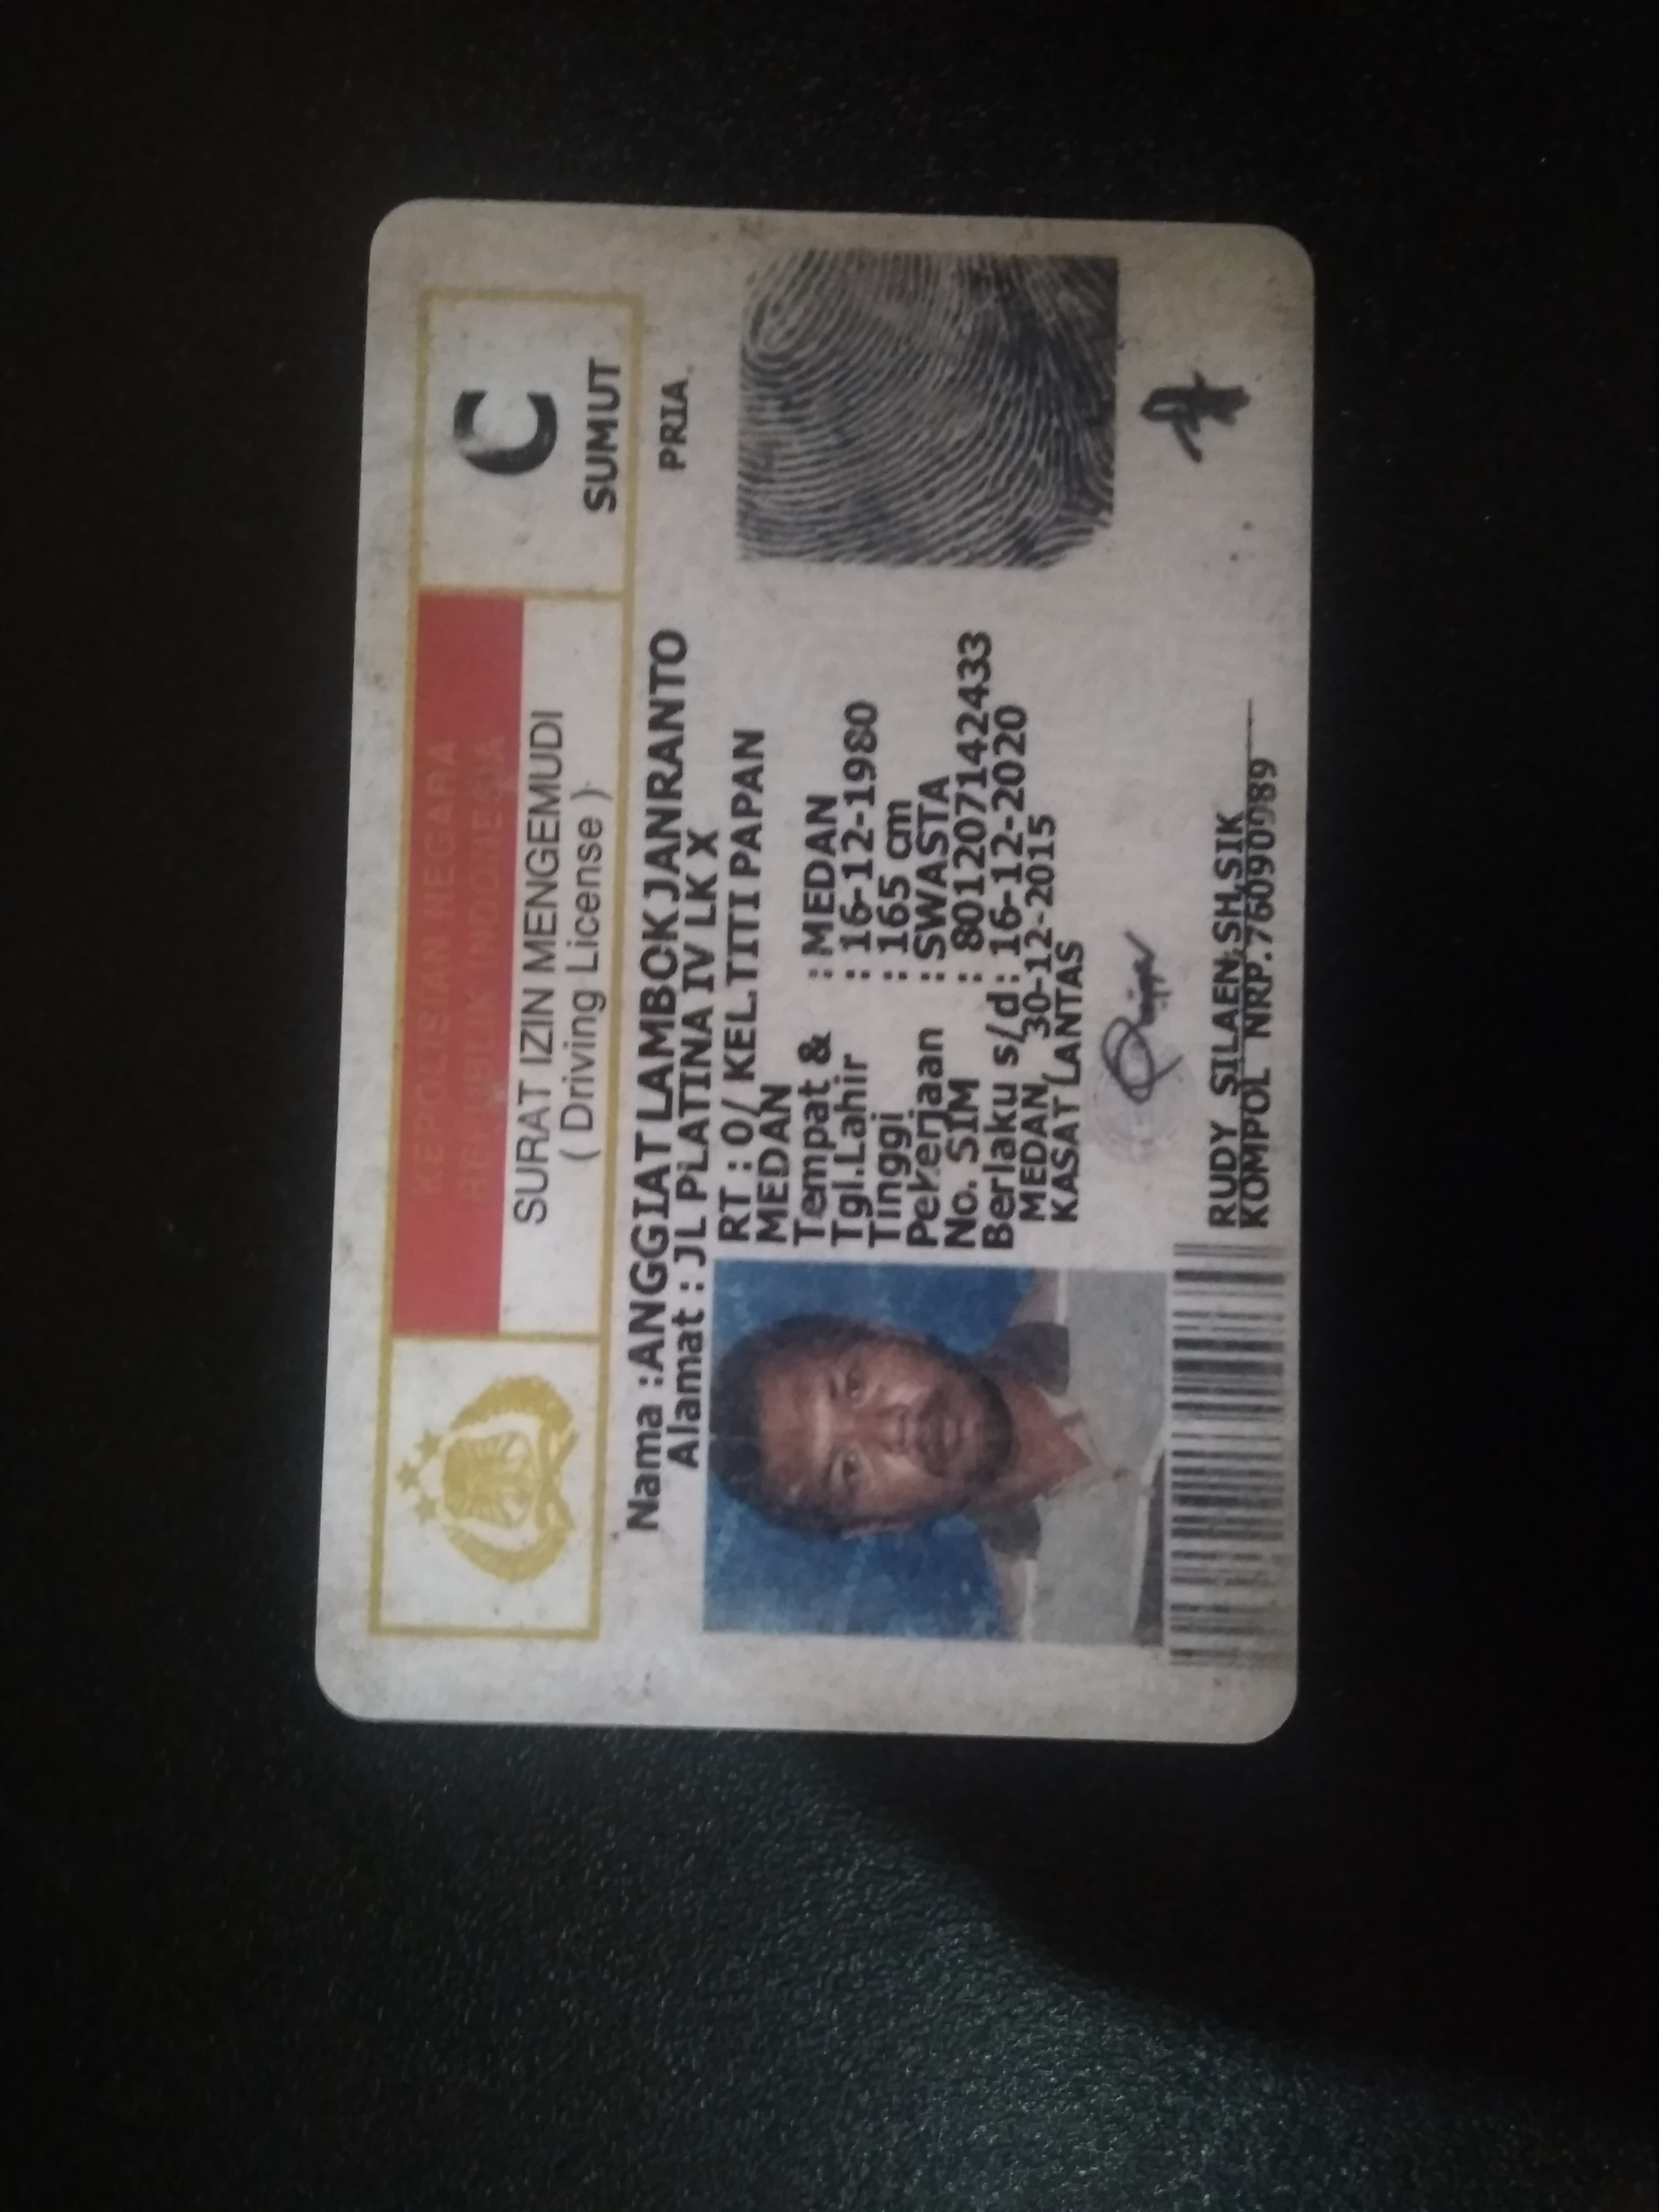 KEPOLISIAN NEGARA
REPUBLIK INDONESIA
SURAT IZIN MENGEMUDI
( Driving License )
C
SUMUT
Nama :ANGGIAT LAMBOK JANRANTO
PRIA
Alamat : JL PLATINA IV LK X
RT : 0/ KEL.TITI PAPAN
MEDAN
Tempat & : MEDAN
Tgl.Lahir : 16-12-1980
Tinggi : 165 cm
Pekerjaan : SWASTA
No. SIM : 801207142433
Berlaku s/d : 16-12-2020
MEDAN, 30-12-2015
KASAT LANTAS
RUDY SILAEN,SH,SIK
KOMPOL NRP.